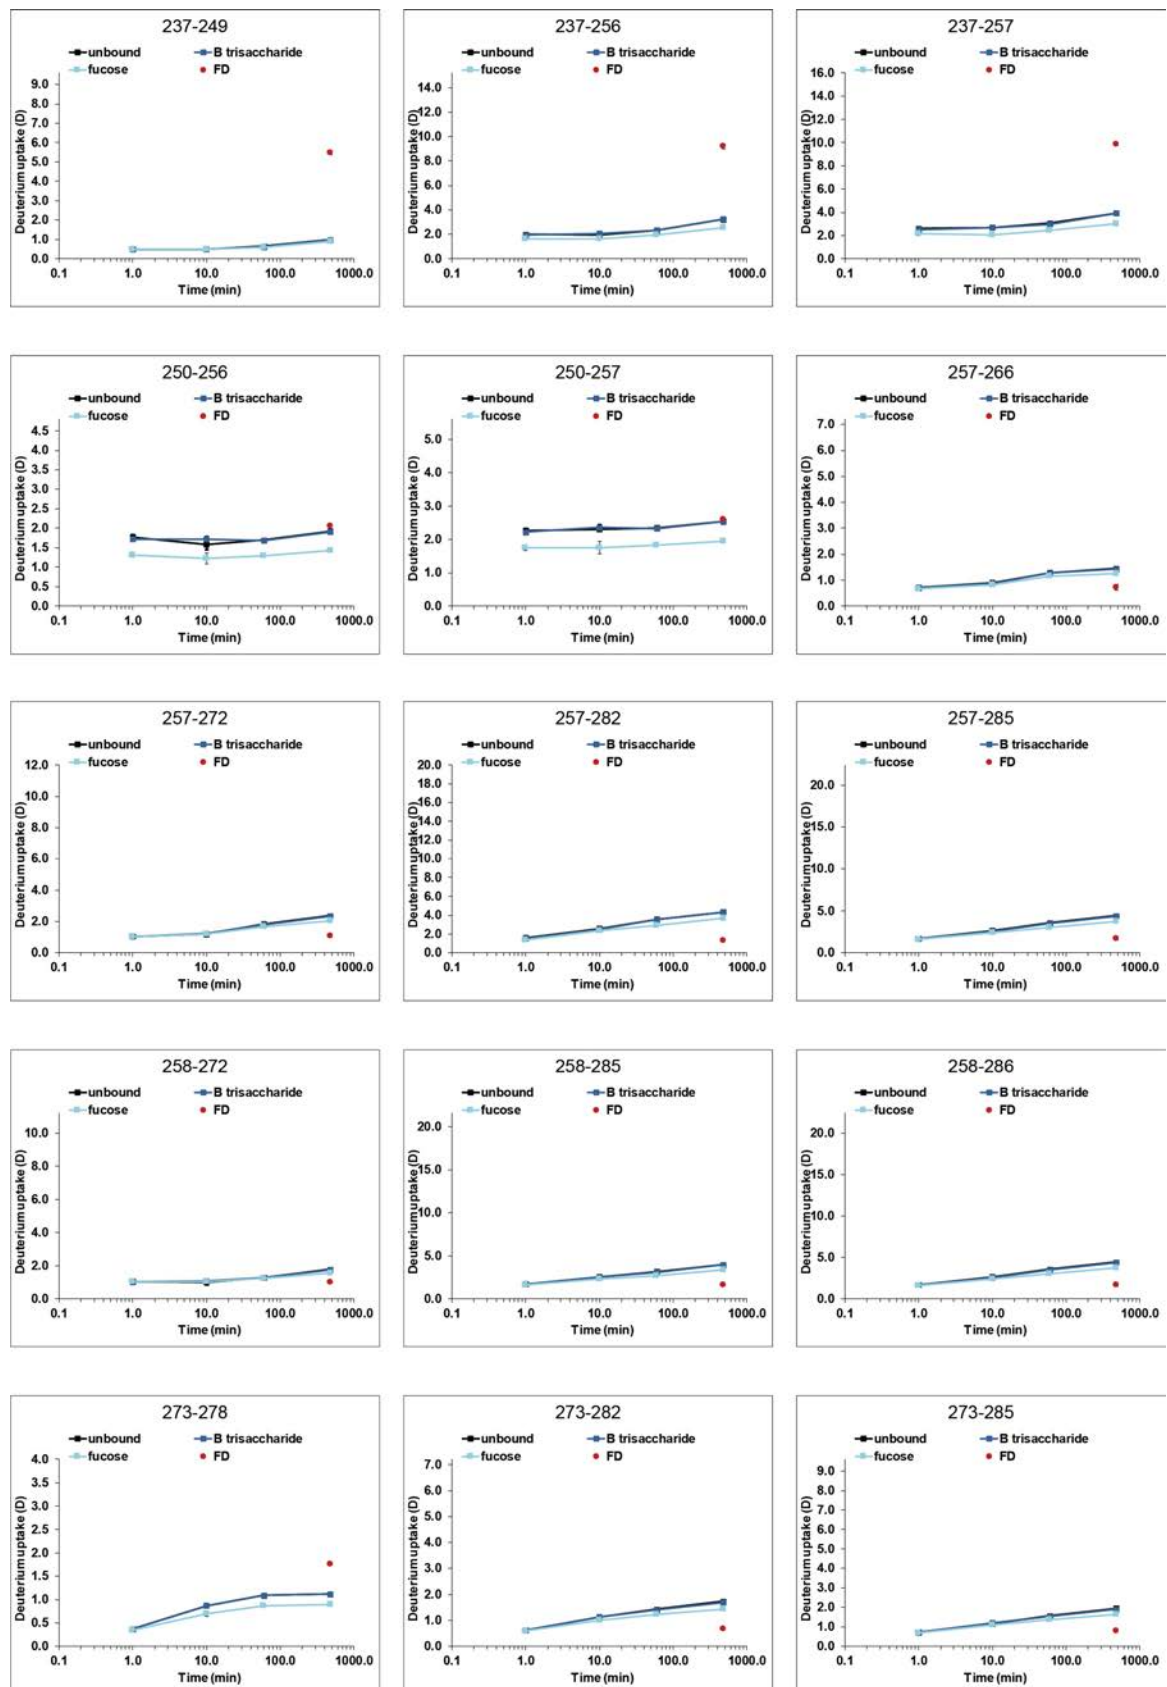 237-249
unbound B trisaccharide
fucose FD
Deuterium uptake (D)
9.0
8.0
7.0
6.0
5.0
4.0
3.0
2.0
1.0
0.0
0.1 1.0 10.0 100.0 1000.0
Time (min)
237-256
unbound B trisaccharide
fucose FD
Deuterium uptake (D)
14.0
12.0
10.0
8.0
6.0
4.0
2.0
0.0
0.1 1.0 10.0 100.0 1000.0
Time (min)
237-257
unbound B trisaccharide
fucose FD
Deuterium uptake (D)
16.0
14.0
12.0
10.0
8.0
6.0
4.0
2.0
0.0
0.1 1.0 10.0 100.0 1000.0
Time (min)
250-256
unbound B trisaccharide
fucose FD
Deuterium uptake (D)
4.5
4.0
3.5
3.0
2.5
2.0
1.5
1.0
0.5
0.0
0.1 1.0 10.0 100.0 1000.0
Time (min)
250-257
unbound B trisaccharide
fucose FD
Deuterium uptake (D)
5.0
4.0
3.0
2.0
1.0
0.0
0.1 1.0 10.0 100.0 1000.0
Time (min)
257-266
unbound B trisaccharide
fucose FD
Deuterium uptake (D)
7.0
6.0
5.0
4.0
3.0
2.0
1.0
0.0
0.1 1.0 10.0 100.0 1000.0
Time (min)
257-272
unbound B trisaccharide
fucose FD
Deuterium uptake (D)
12.0
10.0
8.0
6.0
4.0
2.0
0.0
0.1 1.0 10.0 100.0 1000.0
Time (min)
257-282
unbound B trisaccharide
fucose FD
Deuterium uptake (D)
20.0
18.0
16.0
14.0
12.0
10.0
8.0
6.0
4.0
2.0
0.0
0.1 1.0 10.0 100.0 1000.0
Time (min)
257-285
unbound B trisaccharide
fucose FD
Deuterium uptake (D)
20.0
15.0
10.0
5.0
0.0
0.1 1.0 10.0 100.0 1000.0
Time (min)
258-272
unbound B trisaccharide
fucose FD
Deuterium uptake (D)
10.0
8.0
6.0
4.0
2.0
0.0
0.1 1.0 10.0 100.0 1000.0
Time (min)
258-285
unbound B trisaccharide
fucose FD
Deuterium uptake (D)
20.0
15.0
10.0
5.0
0.0
0.1 1.0 10.0 100.0 1000.0
Time (min)
258-286
unbound B trisaccharide
fucose FD
Deuterium uptake (D)
20.0
15.0
10.0
5.0
0.0
0.1 1.0 10.0 100.0 1000.0
Time (min)
273-278
unbound B trisaccharide
fucose FD
Deuterium uptake (D)
4.0
3.5
3.0
2.5
2.0
1.5
1.0
0.5
0.0
0.1 1.0 10.0 100.0 1000.0
Time (min)
273-282
unbound B trisaccharide
fucose FD
Deuterium uptake (D)
7.0
6.0
5.0
4.0
3.0
2.0
1.0
0.0
0.1 1.0 10.0 100.0 1000.0
Time (min)
273-285
unbound B trisaccharide
fucose FD
Deuterium uptake (D)
9.0
8.0
7.0
6.0
5.0
4.0
3.0
2.0
1.0
0.0
0.1 1.0 10.0 100.0 1000.0
Time (min)